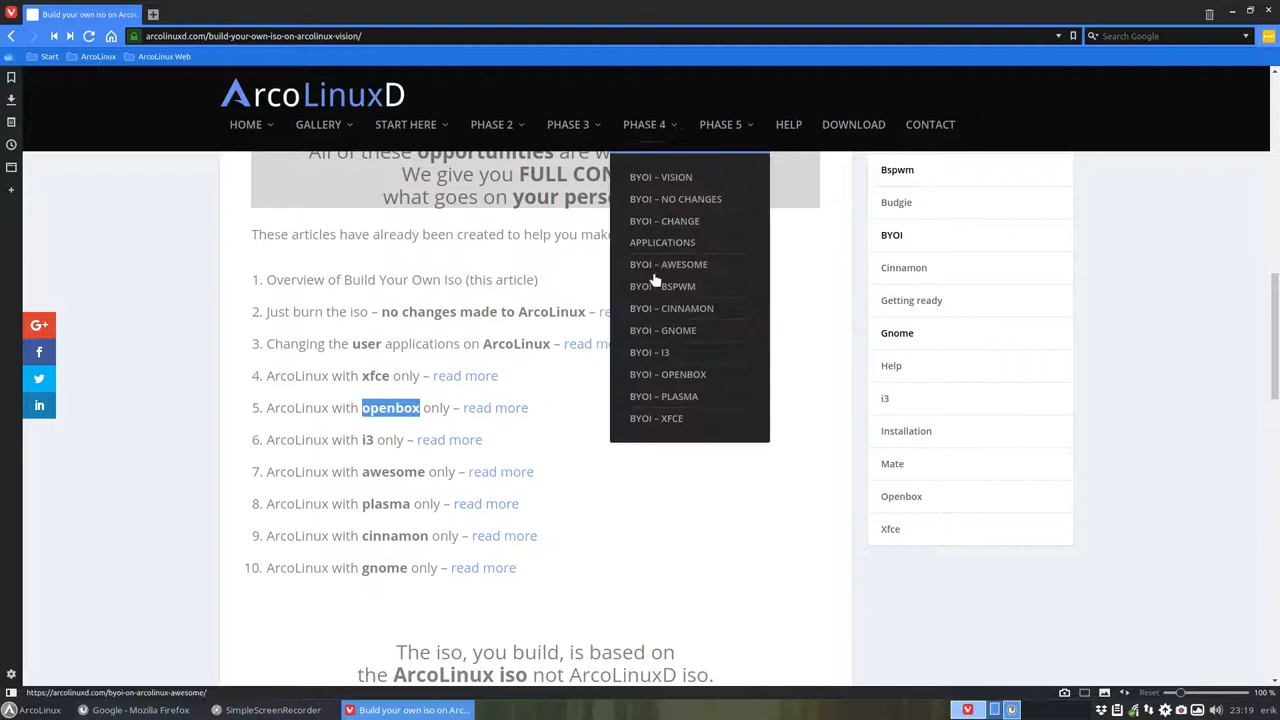 Build your own iso on ArcoL
arcolinuxd.com/build-your-own-iso-on-arcolinux-vision/
Search Google
Start
ArcoLinux
ArcoLinux Web
ArcoLinuxD
HOME
GALLERY
START HERE
PHASE 2
PHASE 3
PHASE 4
PHASE 5
HELP
DOWNLOAD
CONTACT
All of these opportunities are w
We give you FULL CON
what goes on your pers
These articles have already been created to help you mak
1. Overview of Build Your Own Iso (this article)
2. Just burn the iso – no changes made to ArcoLinux – re
3. Changing the user applications on ArcoLinux – read mo
4. ArcoLinux with xfce only – read more
5. ArcoLinux with openbox only – read more
6. ArcoLinux with i3 only – read more
7. ArcoLinux with awesome only – read more
8. ArcoLinux with plasma only – read more
9. ArcoLinux with cinnamon only – read more
10. ArcoLinux with gnome only – read more
The iso, you build, is based on
the ArcoLinux iso not ArcoLinuxD iso.
BYOI – VISION
BYOI – NO CHANGES
BYOI – CHANGE
APPLICATIONS
BYOI – AWESOME
BYOI – BSPWM
BYOI – CINNAMON
BYOI – GNOME
BYOI – I3
BYOI – OPENBOX
BYOI – PLASMA
BYOI – XFCE
Bspwm
Budgie
BYOI
Cinnamon
Getting ready
Gnome
Help
i3
Installation
Mate
Openbox
Xfce
G+
f
in
https://arcolinuxd.com/byoi-on-arcolinux-awesome/
Reset
100 %
ArcoLinux
Google - Mozilla Firefox
SimpleScreenRecorder
Build your own iso on Arc...
23:19
erik